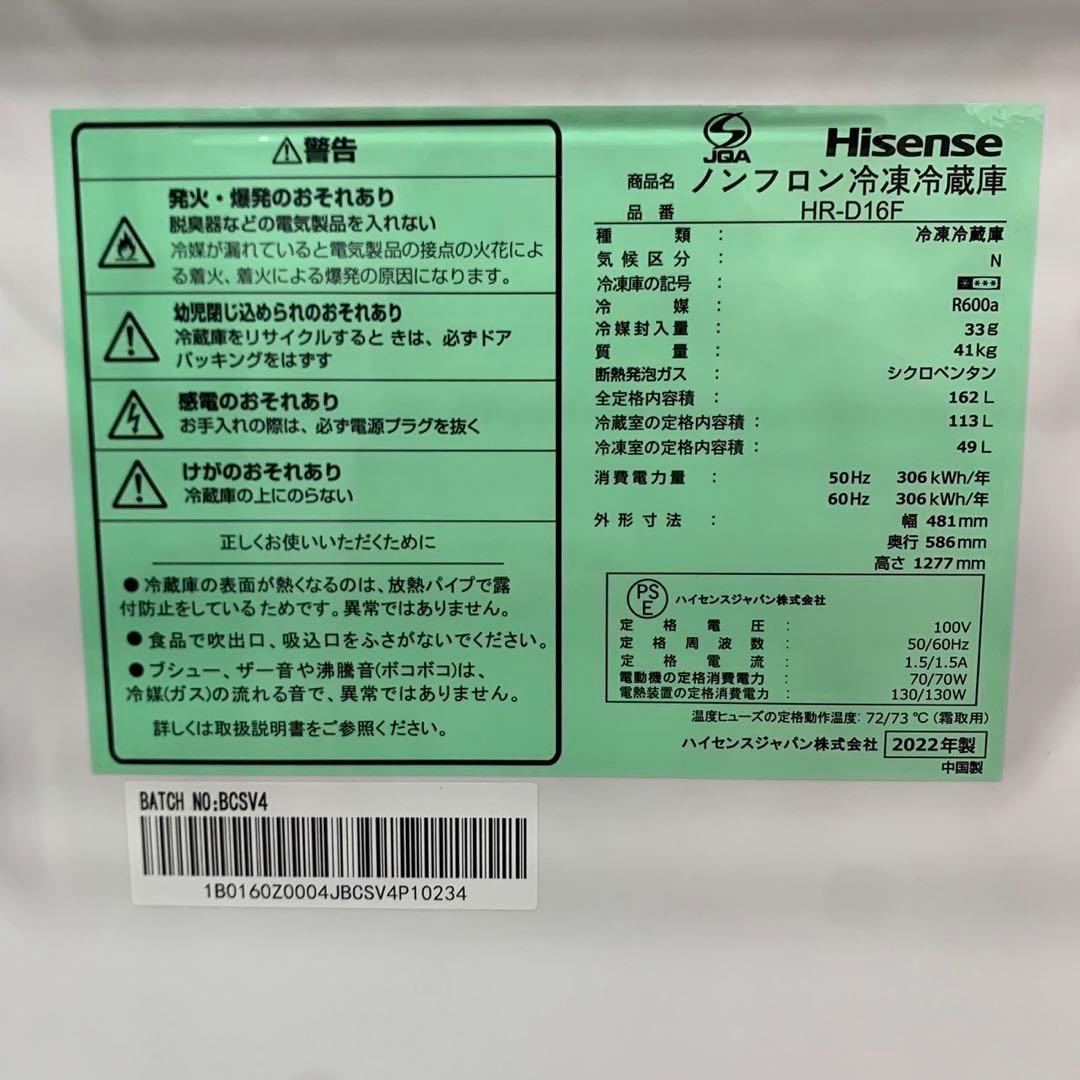 ⚠警告
発火・爆発のおそれあり
脱臭器などの電気製品を入れない
冷媒が漏れていると電気製品の接点の火花によ
る着火、着火による爆発の原因になります。
幼児閉じ込められのおそれあり
冷蔵庫をリサイクルすると きは、必ずドア
パッキングをはずす
感電のおそれあり
お手入れの際は、必ず電源プラグを抜く
けがのおそれあり
冷蔵庫の上にのらない
正しくお使いいただくために
●冷蔵庫の表面が熱くなるのは、放熱パイプで露
付防止をしているためです。異常ではありません。
●食品で吹出口、吸込口をふさがないでください。
●ブシュー、ザー音や沸騰音(ボコボコ)は、
冷媒(ガス)の流れる音で、異常ではありません。
詳しくは取扱説明書をご参照ください。
JQA
Hisense
商品名 ノンフロン冷凍冷蔵庫
品番 HR-D16F
種類 : 冷凍冷蔵庫
気候区分 : N
冷凍庫の記号 : ****
冷媒 : R600a
冷媒封入量 : 33g
質量 : 41kg
断熱発泡ガス : シクロペンタン
全定格内容積 : 162L
冷蔵室の定格内容積 : 113L
冷凍室の定格内容積 : 49L
消費電力量 : 50Hz 306kWh/年
60Hz 306kWh/年
外形寸法 : 幅 481mm
奥行 586mm
高さ 1277mm
PSE ハイセンスジャパン株式会社
定格電圧 : 100V
定格周波数 : 50/60Hz
定格電流 : 1.5/1.5A
電動機の定格消費電力 : 70/70W
電熱装置の定格消費電力 : 130/130W
温度ヒューズの定格動作温度: 72/73℃(霜取用)
ハイセンスジャパン株式会社 2022年製
中国製
BATCH NO:BCSV4
1B0160Z0004JBCSV4P10234